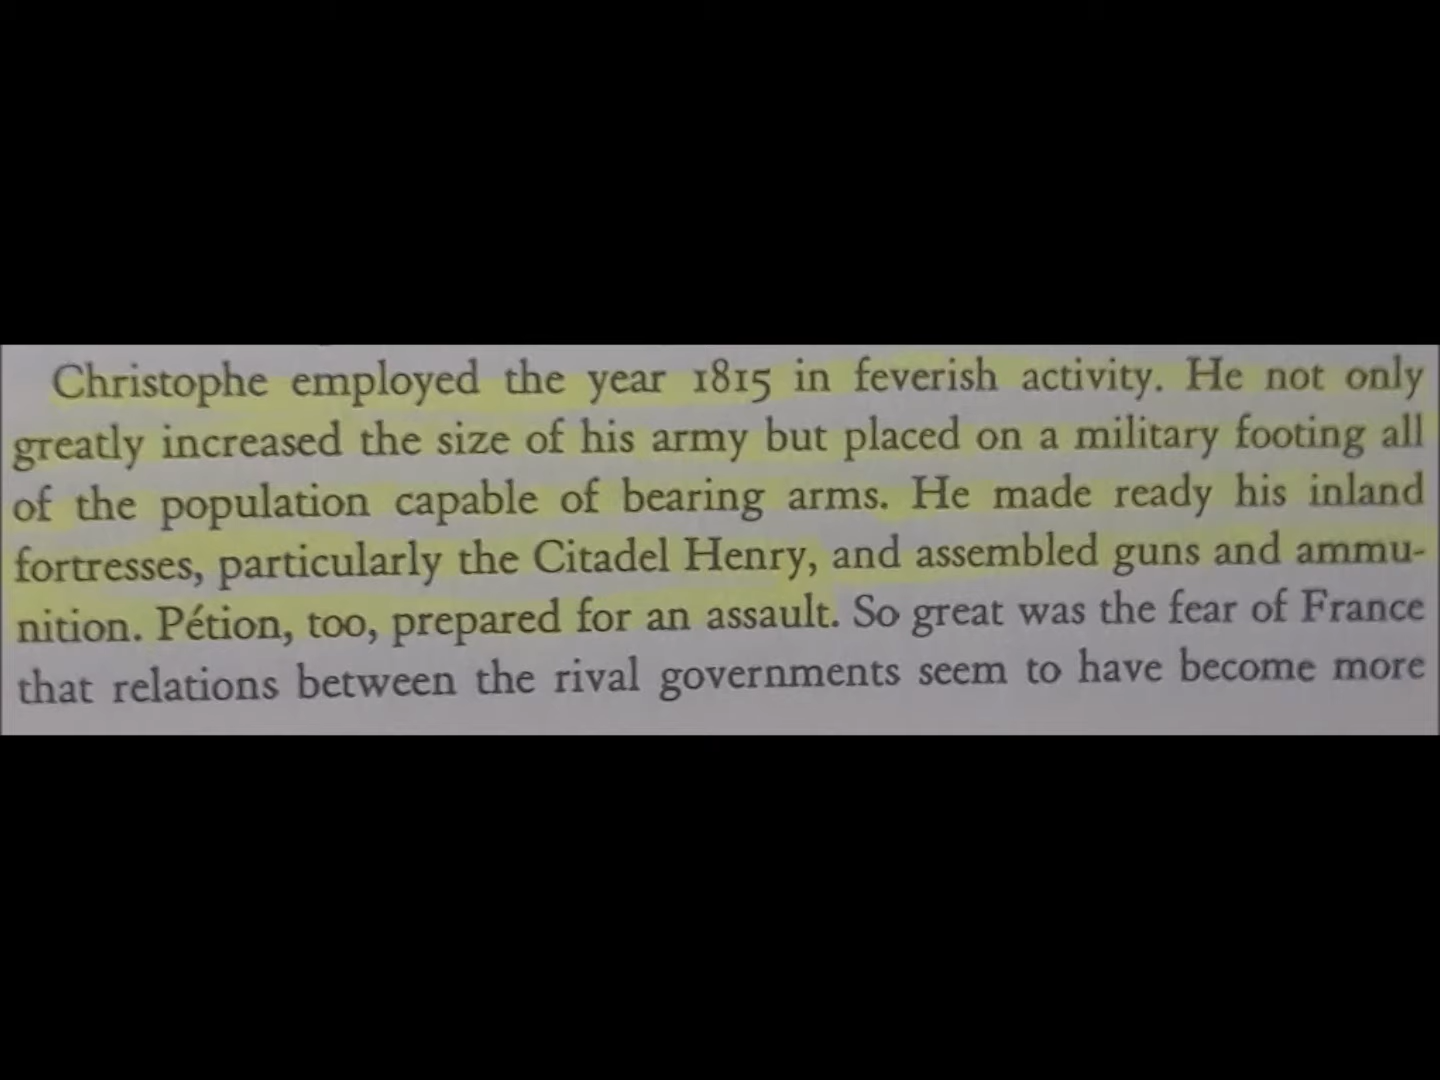 Christophe employed the year 1815 in feverish activity. He not only
greatly increased the size of his army but placed on a military footing all
of the population capable of bearing arms. He made ready his inland
fortresses, particularly the Citadel Henry, and assembled guns and ammu-
nition. Pétion, too, prepared for an assault. So great was the fear of France
that relations between the rival governments seem to have become more